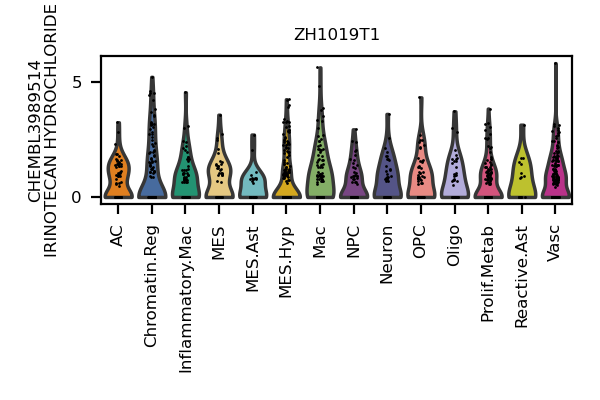 ZH1019T1
CHEMBL3989514
IRINOTECAN HYDROCHLORIDE
5
0
AC
Chromatin.Reg
Inflammatory.Mac
MES
MES.Ast
MES.Hyp
Mac
NPC
Neuron
OPC
Oligo
Prolif.Metab
Reactive.Ast
Vasc